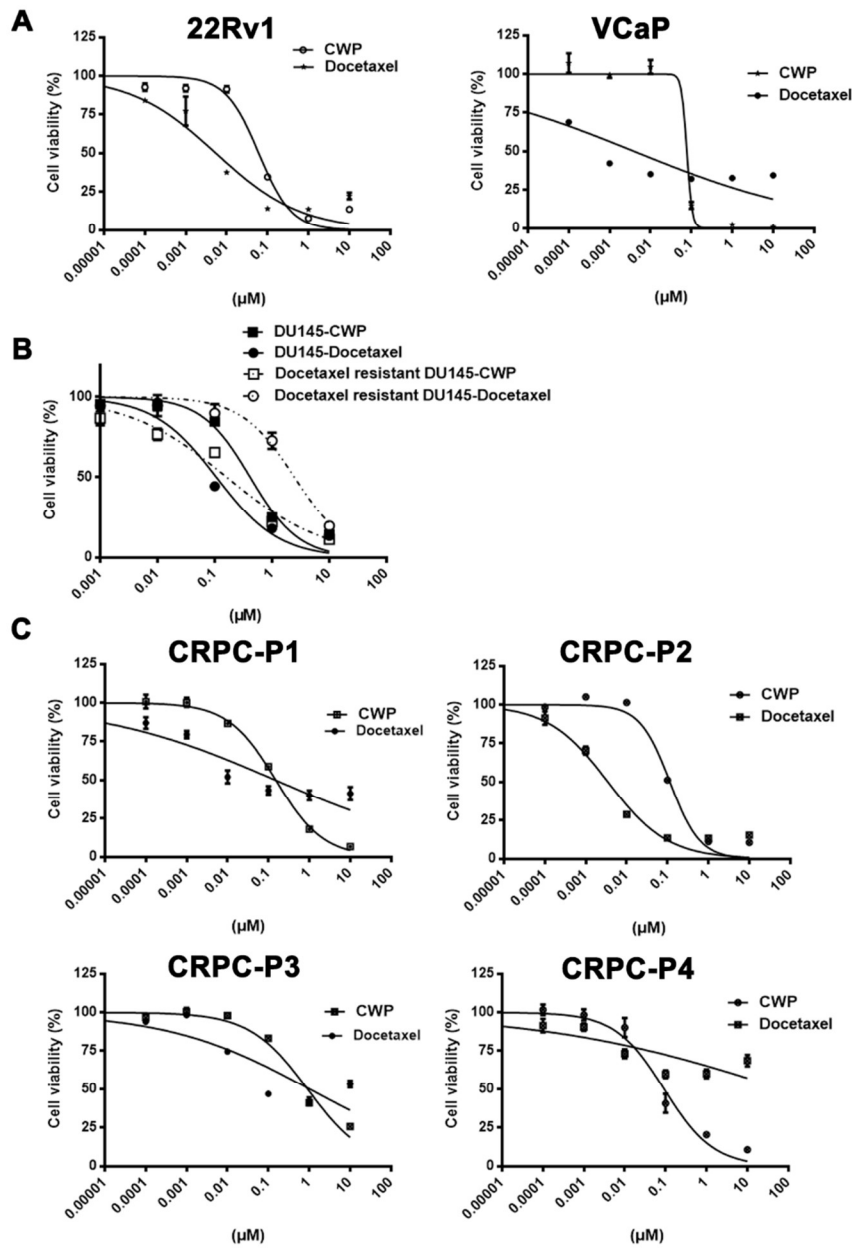 A
22Rv1
CWP
Docetaxel
Cell viability (%)
125
100
75
50
25
0
0.00001
0.0001
0.001
0.01
0.1
1
10
100
(µM)
VCaP
CWP
Docetaxel
Cell viability (%)
125
100
75
50
25
0
0.00001
0.0001
0.001
0.01
0.1
1
10
100
(µM)
B
DU145-CWP
DU145-Docetaxel
Docetaxel resistant DU145-CWP
Docetaxel resistant DU145-Docetaxel
Cell viability (%)
100
50
0
0.001
0.01
0.1
1
10
100
(µM)
C
CRPC-P1
CWP
Docetaxel
Cell viability (%)
125
100
75
50
25
0
0.00001
0.0001
0.001
0.01
0.1
1
10
100
(µM)
CRPC-P2
CWP
Docetaxel
Cell viability (%)
125
100
75
50
25
0
0.00001
0.0001
0.001
0.01
0.1
1
10
100
(µM)
CRPC-P3
CWP
Docetaxel
Cell viability (%)
125
100
75
50
25
0
0.00001
0.0001
0.001
0.01
0.1
1
10
100
(µM)
CRPC-P4
CWP
Docetaxel
Cell viability (%)
125
100
75
50
25
0
0.00001
0.0001
0.001
0.01
0.1
1
10
100
(µM)